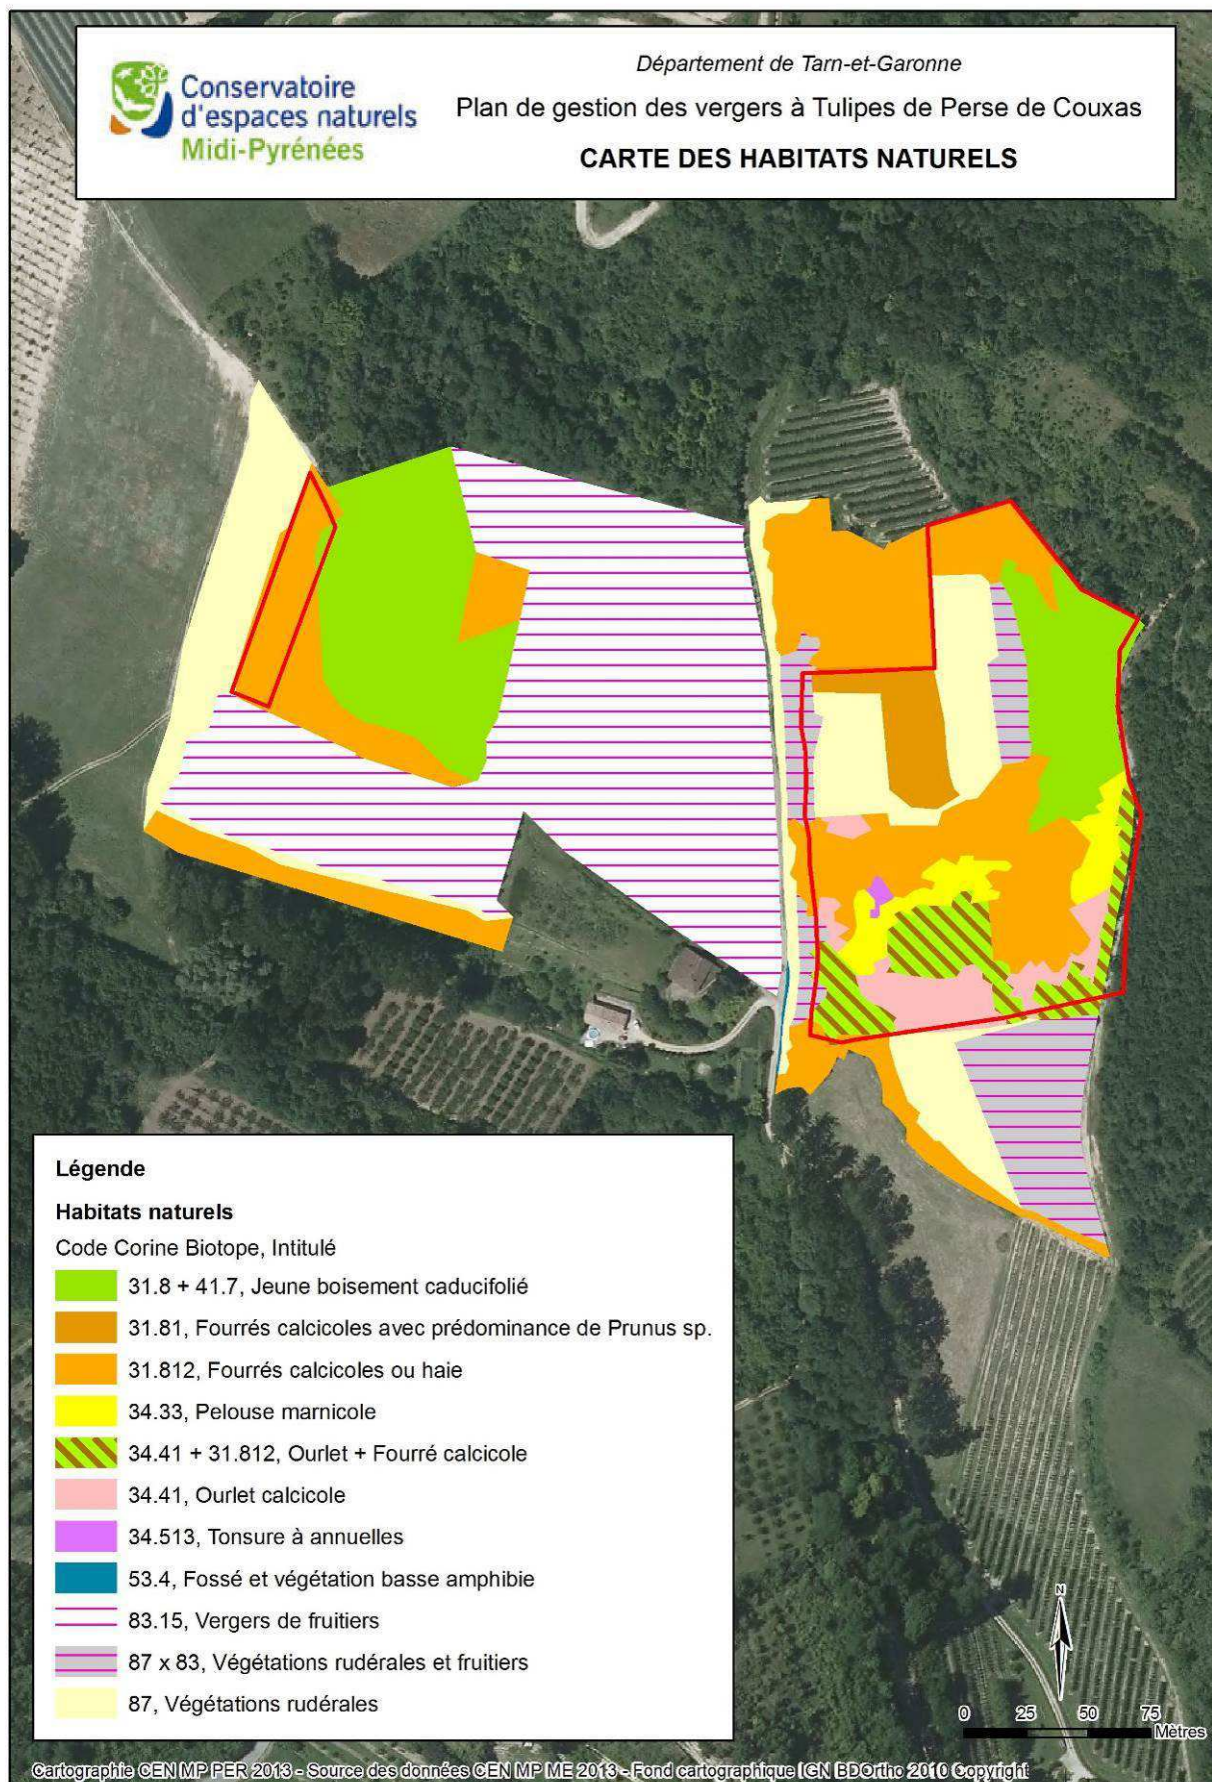 Conservatoire
d'espaces naturels
Midi-Pyrénées
Département de Tarn-et-Garonne
Plan de gestion des vergers à Tulipes de Perse de Couxas
CARTE DES HABITATS NATURELS
Légende
Habitats naturels
Code Corine Biotope, Intitulé
31.8 + 41.7, Jeune boisement caducifolié
31.81, Fourrés calcicoles avec prédominance de Prunus sp.
31.812, Fourrés calcicoles ou haie
34.33, Pelouse marnicole
34.41 + 31.812, Ourlet + Fourré calcicole
34.41, Ourlet calcicole
34.513, Tonsure à annuelles
53.4, Fossé et végétation basse amphibie
83.15, Vergers de fruitiers
87 x 83, Végétations rudérales et fruitiers
87, Végétations rudérales
N
0 25 50 75
Mètres
Cartographie CEN MP PER 2013 - Source des données CEN MP ME 2013 - Fond cartographique IGN BDOrtho 2010 Copyright